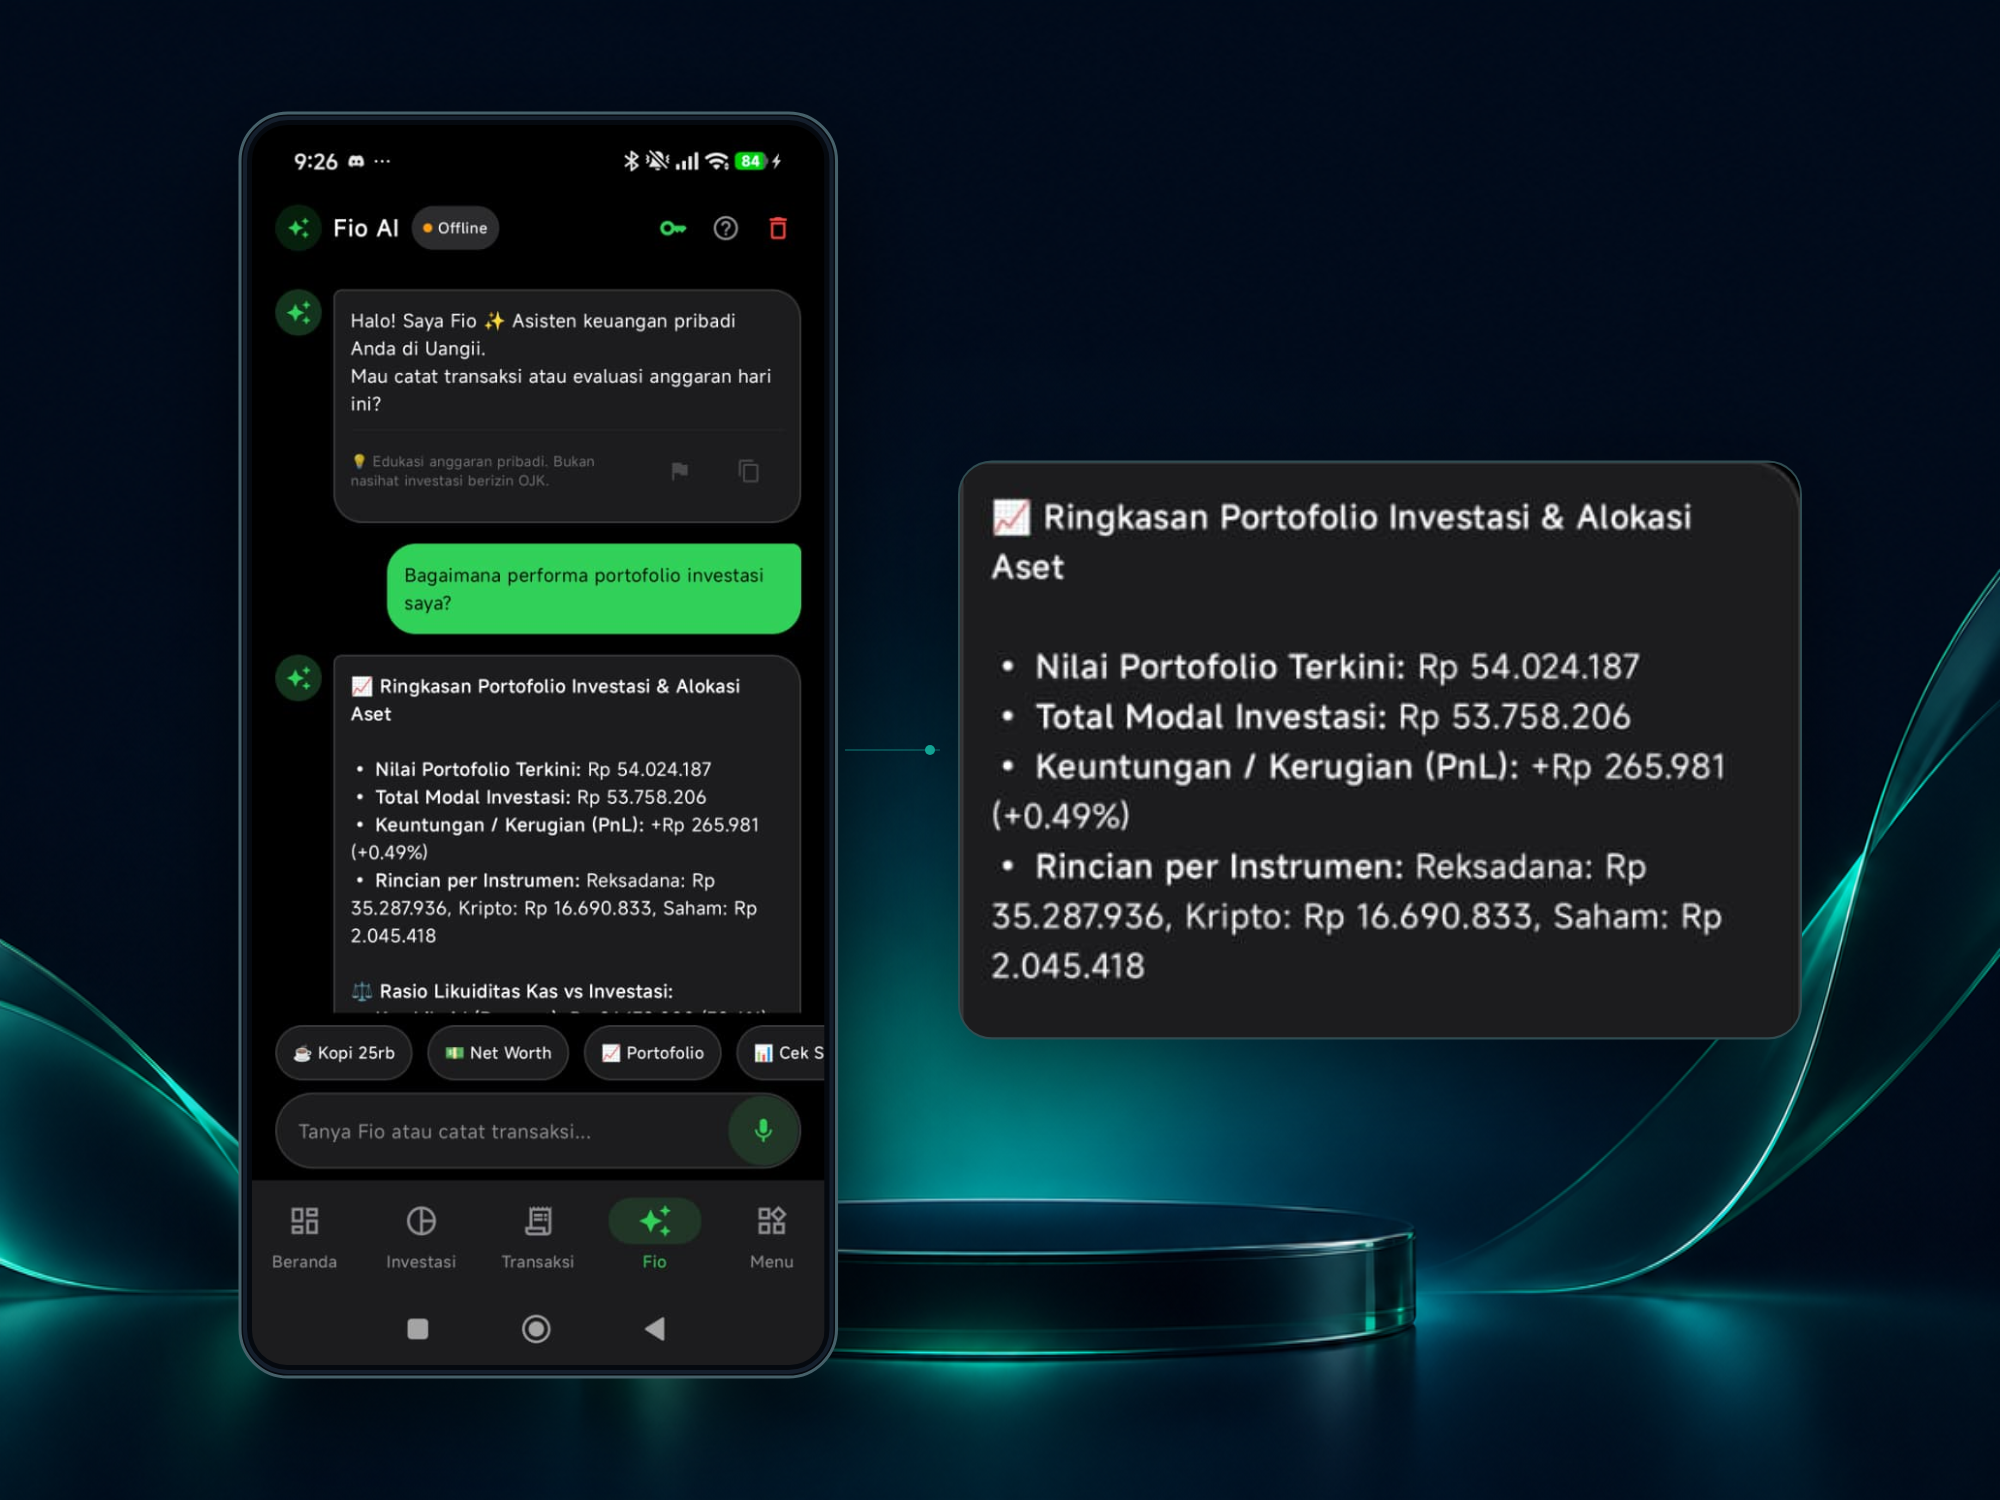 9:26 ...
84
Fio AI
Offline
Halo! Saya Fio ✨ Asisten keuangan pribadi
Anda di Uangii.
Mau catat transaksi atau evaluasi anggaran hari
ini?
💡 Edukasi anggaran pribadi. Bukan
nasihat investasi berizin OJK.
Bagaimana performa portofolio investasi
saya?
📈 Ringkasan Portofolio Investasi & Alokasi
Aset
• Nilai Portofolio Terkini: Rp 54.024.187
• Total Modal Investasi: Rp 53.758.206
• Keuntungan / Kerugian (PnL): +Rp 265.981
(+0.49%)
• Rincian per Instrumen: Reksadana: Rp
35.287.936, Kripto: Rp 16.690.833, Saham: Rp
2.045.418
⚖️ Rasio Likuiditas Kas vs Investasi:
☕ Kopi 25rb
💵 Net Worth
📈 Portofolio
📊 Cek S
Tanya Fio atau catat transaksi...
Beranda
Investasi
Transaksi
Fio
Menu
📈 Ringkasan Portofolio Investasi & Alokasi
Aset
• Nilai Portofolio Terkini: Rp 54.024.187
• Total Modal Investasi: Rp 53.758.206
• Keuntungan / Kerugian (PnL): +Rp 265.981
(+0.49%)
• Rincian per Instrumen: Reksadana: Rp
35.287.936, Kripto: Rp 16.690.833, Saham: Rp
2.045.418